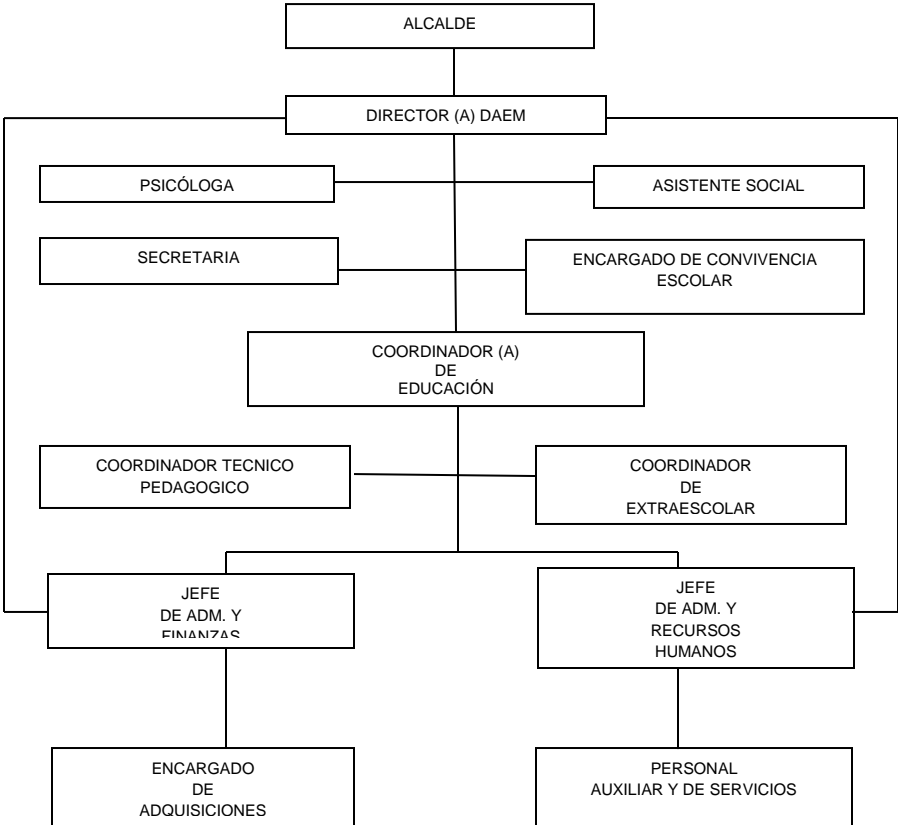 ALCALDE
DIRECTOR (A) DAEM
PSICÓLOGA
ASISTENTE SOCIAL
SECRETARIA
ENCARGADO DE CONVIVENCIA
ESCOLAR
COORDINADOR (A)
DE
EDUCACIÓN
COORDINADOR TECNICO
PEDAGOGICO
COORDINADOR
DE
EXTRAESCOLAR
JEFE
DE ADM. Y
FINANZAS
JEFE
DE ADM. Y
RECURSOS
HUMANOS
ENCARGADO
DE
ADQUISICIONES
PERSONAL
AUXILIAR Y DE SERVICIOS